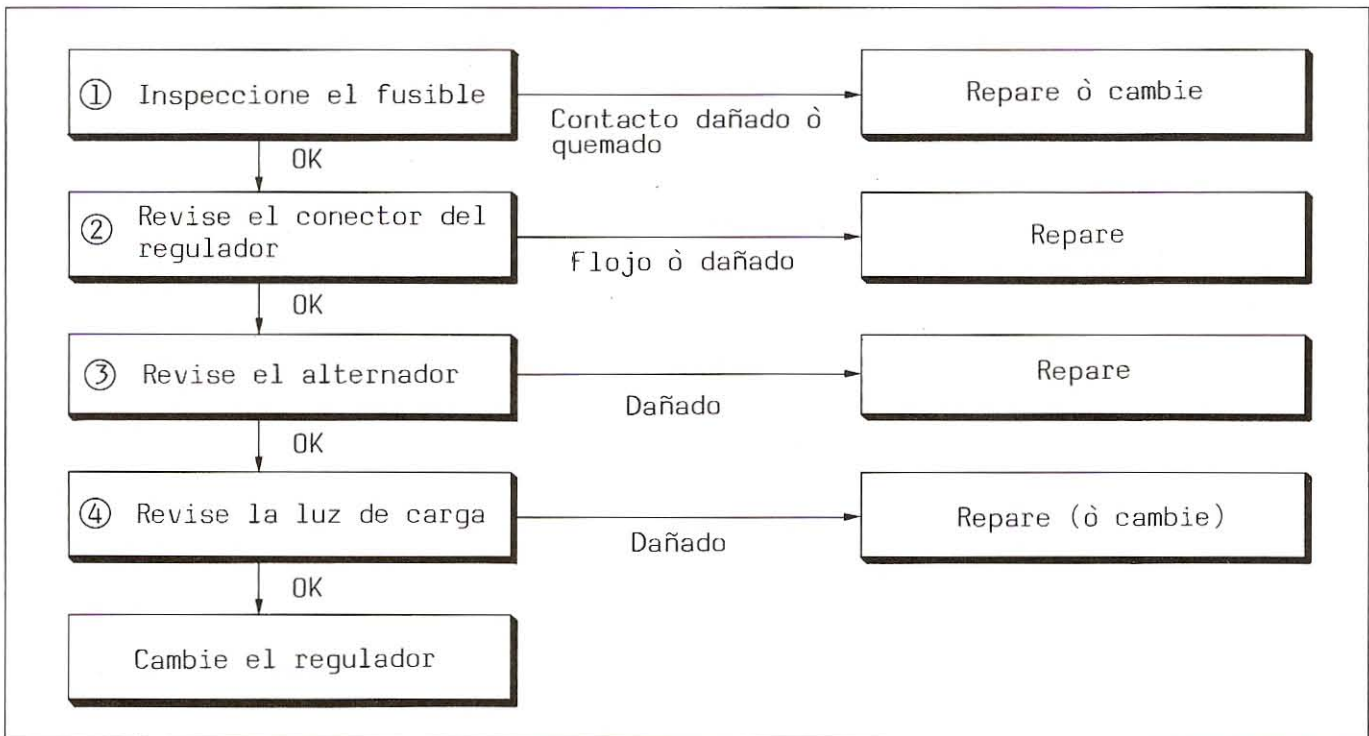 ① Inspeccione el fusible
Contacto dañado ò
quemado
Repare ò cambie
OK
② Revise el conector del
regulador
Flojo ò dañado
Repare
OK
③ Revise el alternador
Dañado
Repare
OK
④ Revise la luz de carga
Dañado
Repare (ò cambie)
OK
Cambie el regulador